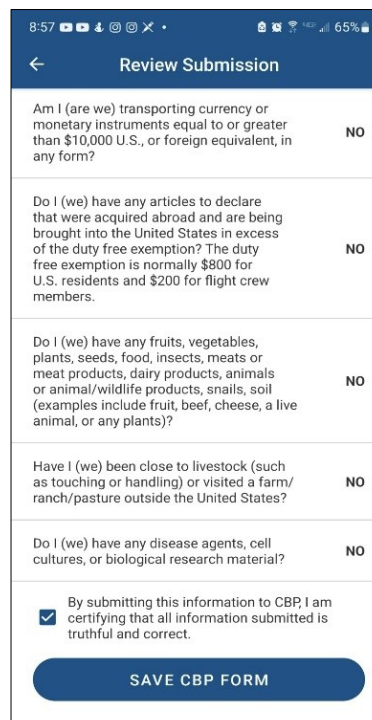 8:57 65%
Review Submission
Am I (are we) transporting currency or
monetary instruments equal to or greater
than $10,000 U.S., or foreign equivalent, in
any form?
NO
Do I (we) have any articles to declare
that were acquired abroad and are being
brought into the United States in excess
of the duty free exemption? The duty
free exemption is normally $800 for
U.S. residents and $200 for flight crew
members.
NO
Do I (we) have any fruits, vegetables,
plants, seeds, food, insects, meats or
meat products, dairy products, animals
or animal/wildlife products, snails, soil
(examples include fruit, beef, cheese, a live
animal, or any plants)?
NO
Have I (we) been close to livestock (such
as touching or handling) or visited a farm/
ranch/pasture outside the United States?
NO
Do I (we) have any disease agents, cell
cultures, or biological research material?
NO
By submitting this information to CBP, I am
certifying that all information submitted is
truthful and correct.
SAVE CBP FORM